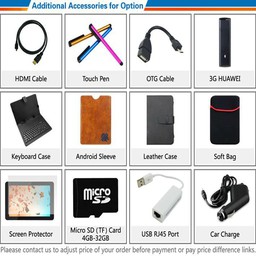 Additional Accessories for Option
HDMI Cable
Touch Pen
OTG Cable
3G HUAWEI
Keyboard Case
Android Sleeve
Leather Case
Soft Bag
Micro
SD
Screen Protector
Micro SD (TF) Card
4GB-32GB
USB RJ45 Port
Car Charge
Please contact us to adjust price of your order before payment or pay price difference links.